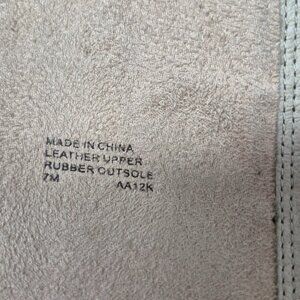 MADE IN CHINA
LEATHER UPPER
RUBBER OUTSOLE
7M AA12K